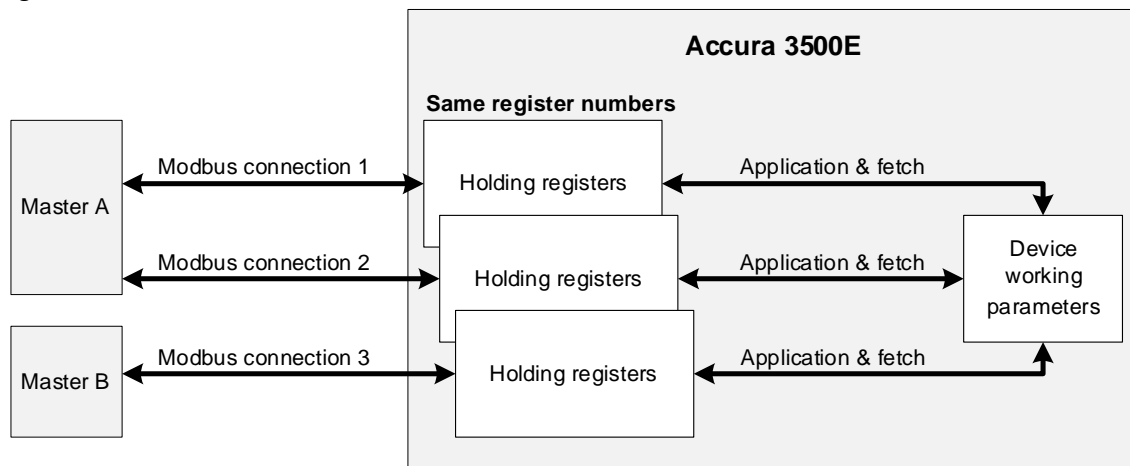 Accura 3500E
Same register numbers
Master A
Modbus connection 1
Holding registers
Application & fetch
Modbus connection 2
Holding registers
Application & fetch
Device
working
parameters
Master B
Modbus connection 3
Holding registers
Application & fetch